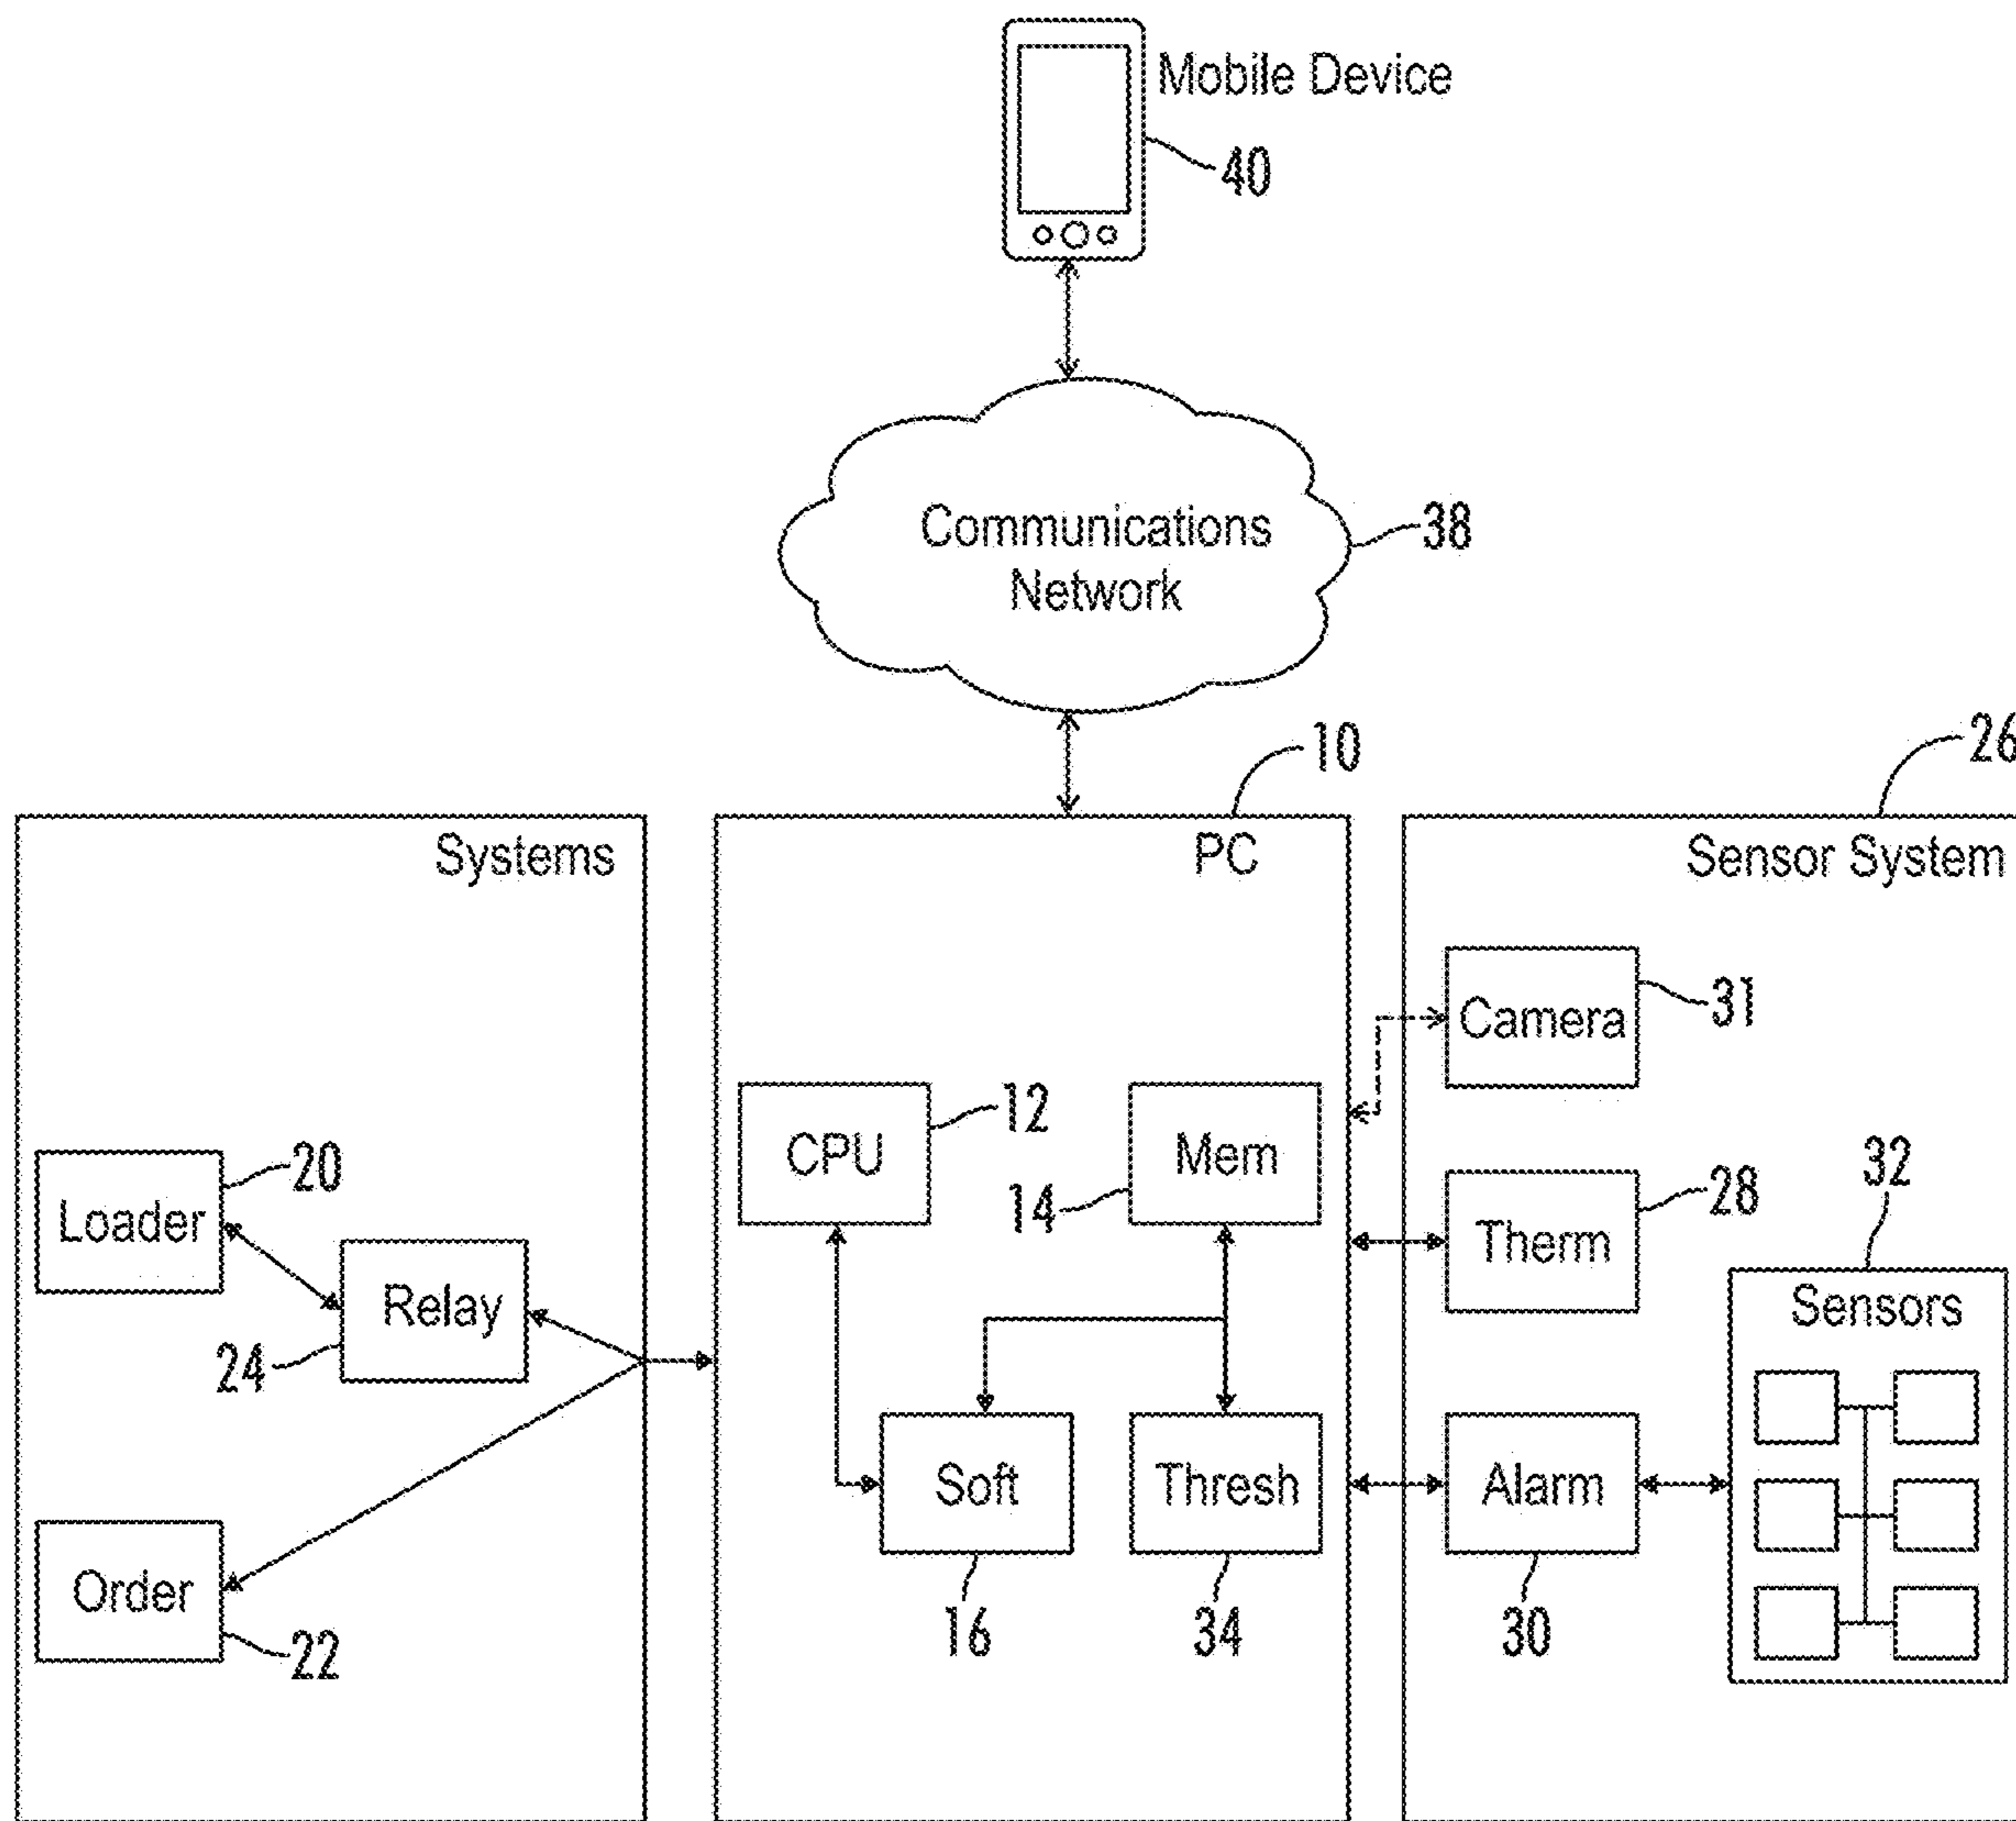 Mobile Device
40
Communications
Network
38
10
26
Systems
PC
Sensor System
Camera
31
CPU
12
Mem
14
Loader
20
Therm
28
32
Relay
24
Sensors
Soft
Thresh
Alarm
Order
22
16
34
30